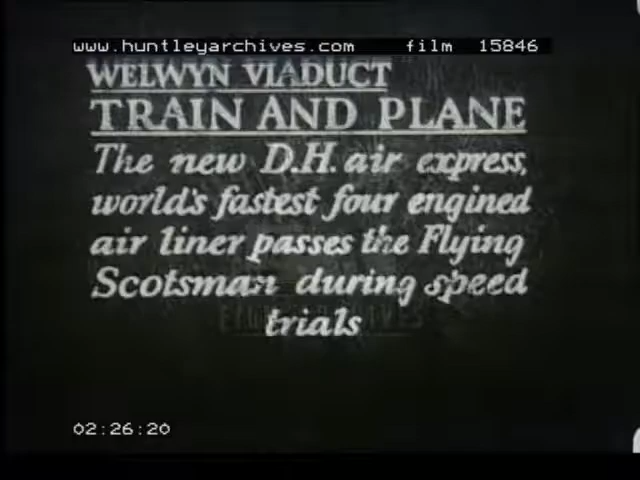 www.huntleyarchives.com film 15846
WELWYN VIADUCT
TRAIN AND PLANE
The new D.H. air express,
world's fastest four engined
air liner passes the Flying
Scotsman during speed
trials
02:26:20